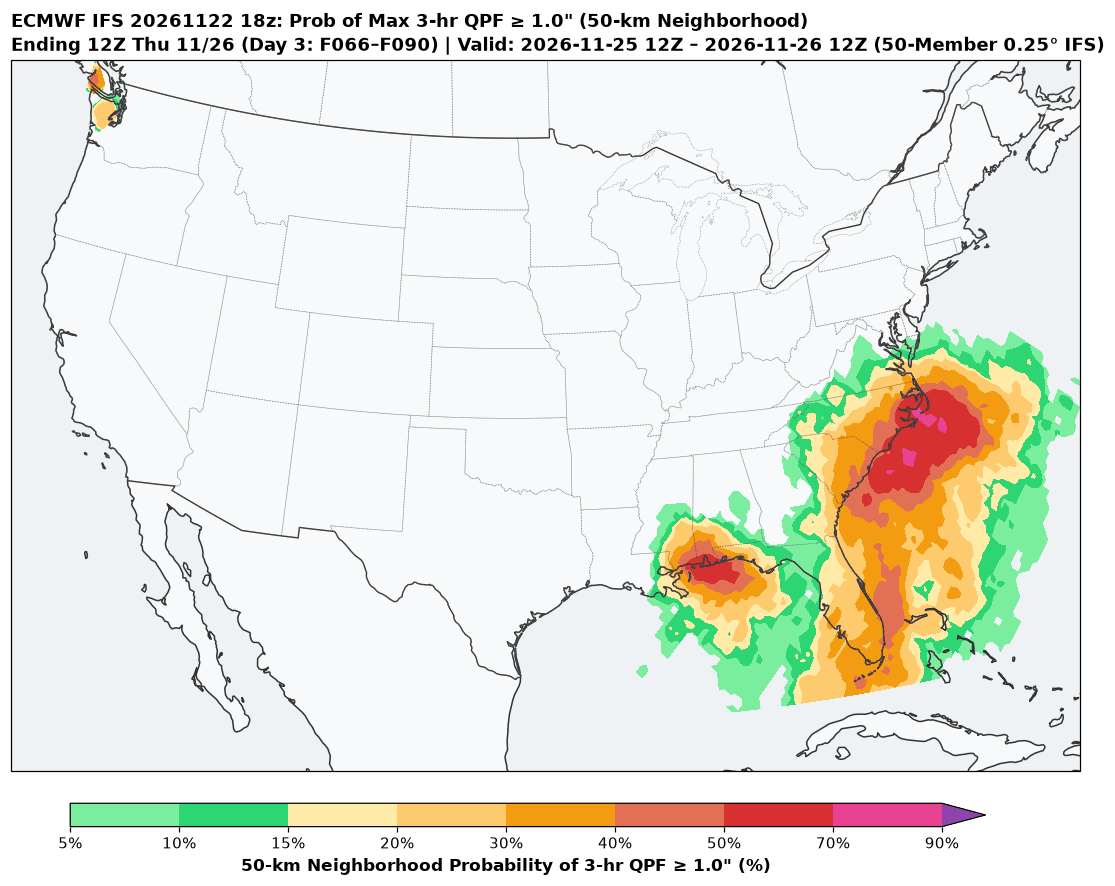 ECMWF IFS 20261122 18z: Prob of Max 3-hr QPF ≥ 1.0" (50-km Neighborhood)
Ending 12Z Thu 11/26 (Day 3: F066–F090) | Valid: 2026-11-25 12Z – 2026-11-26 12Z (50-Member 0.25° IFS)
5% 10% 15% 20% 30% 40% 50% 70% 90%
50-km Neighborhood Probability of 3-hr QPF ≥ 1.0" (%)